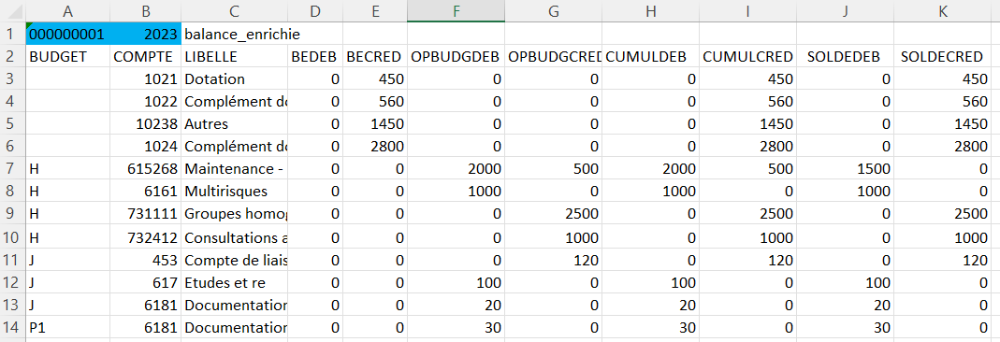 A B C D E F G H I J K
1 000000001 2023 balance_enrichie
2 BUDGET COMPTE LIBELLE BEDEB BECRED OPBUDGDEB OPBUDGCRED CUMULDEB CUMULCRED SOLDEDEB SOLDECRED
3 1021 Dotation 0 450 0 0 0 450 0 450
4 1022 Complément do 0 560 0 0 0 560 0 560
5 10238 Autres 0 1450 0 0 0 1450 0 1450
6 1024 Complément do 0 2800 0 0 0 2800 0 2800
7 H 615268 Maintenance - 0 0 2000 500 2000 500 1500 0
8 H 6161 Multirisques 0 0 1000 0 1000 0 1000 0
9 H 731111 Groupes homog 0 0 0 2500 0 2500 0 2500
10 H 732412 Consultations a 0 0 0 1000 0 1000 0 1000
11 J 453 Compte de liais 0 0 0 120 0 120 0 120
12 J 617 Etudes et re 0 0 100 0 100 0 100 0
13 J 6181 Documentation 0 0 20 0 20 0 20 0
14 P1 6181 Documentation 0 0 30 0 30 0 30 0